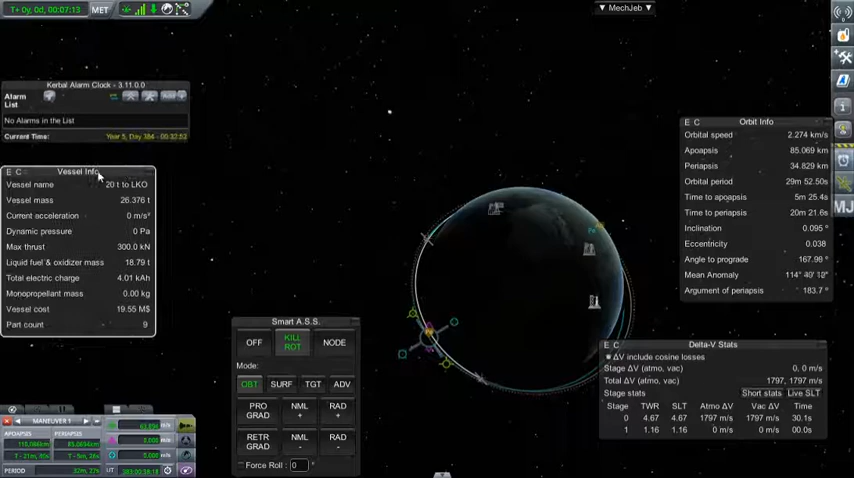 T+ 0y, 0d, 00:07:13 MET
▼ MechJeb ▼
Kerbal Alarm Clock - 3.11.0.0
Alarm List
Add
No Alarms in the List
Current Time: Year 5, Day 384 - 00:32:52
E C Vessel Info
Vessel name 20 t to LKO
Vessel mass 26.376 t
Current acceleration 0 m/s²
Dynamic pressure 0 Pa
Max thrust 300.0 kN
Liquid fuel & oxidizer mass 18.79 t
Total electric charge 4.01 kAh
Monopropellant mass 0.00 kg
Vessel cost 19.55 M$
Part count 9
E C Orbit Info
Orbital speed 2.274 km/s
Apoapsis 85.069 km
Periapsis 34.829 km
Orbital period 29m 52.50s
Time to apoapsis 5m 25.4s
Time to periapsis 20m 21.6s
Inclination 0.095 °
Eccentricity 0.038
Angle to prograde 167.99 °
Mean Anomaly
Argument of periapsis 183.7 °
MJ
Smart A.S.S.
OFF KILL ROT NODE
Mode:
OBT SURF TGT ADV
PRO GRAD NML + RAD +
RETR GRAD NML - RAD -
Force Roll: 0 °
E C Delta-V Stats
ΔV include cosine losses
Stage ΔV (atmo, vac) 0, 0 m/s
Total ΔV (atmo, vac) 1797, 1797 m/s
Stage stats Short stats Live SLT
Stage TWR SLT Atmo ΔV Vac ΔV Time
0 4.67 4.67 1797 m/s 1797 m/s 30.1s
1 1.16 1.16 0 m/s 0 m/s 00.0s
MANEUVER 1
APOAPSIS PERIAPSIS
PERIOD 32m, 22s
UT